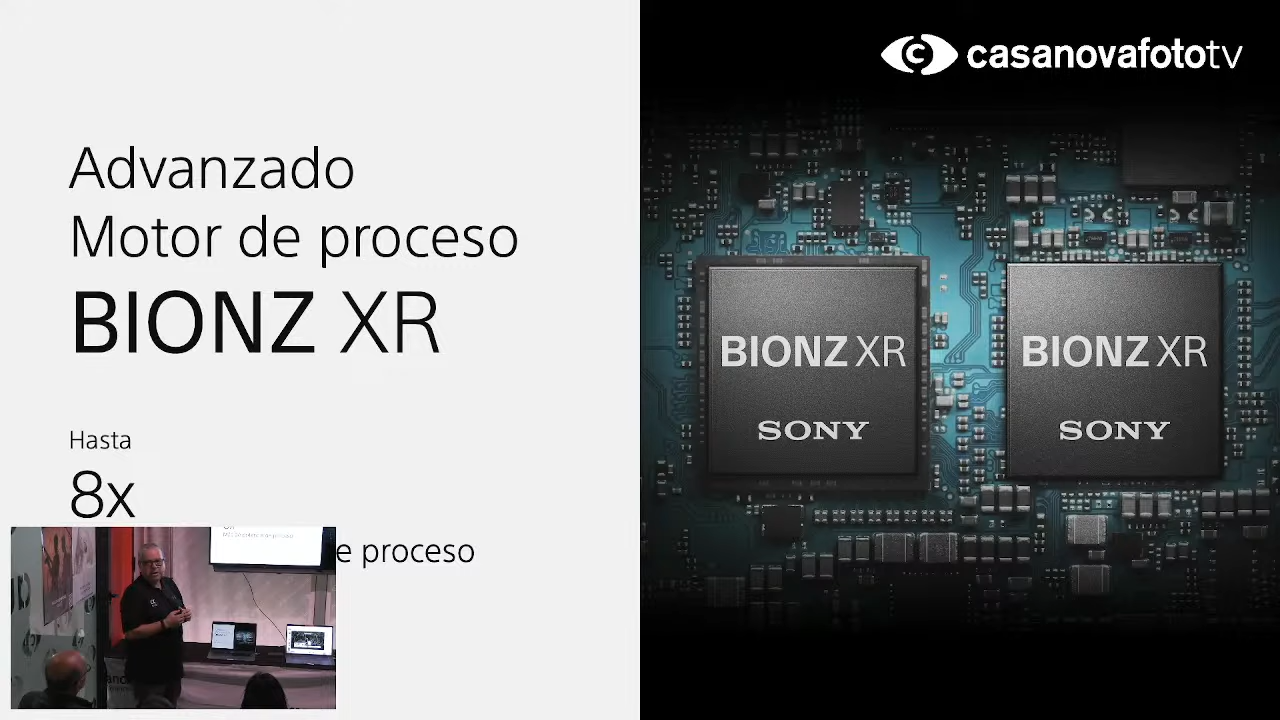 casanovafototv
Advanzado
Motor de proceso
BIONZ XR
Hasta
8x
e proceso
BIONZ XR
SONY
BIONZ XR
SONY